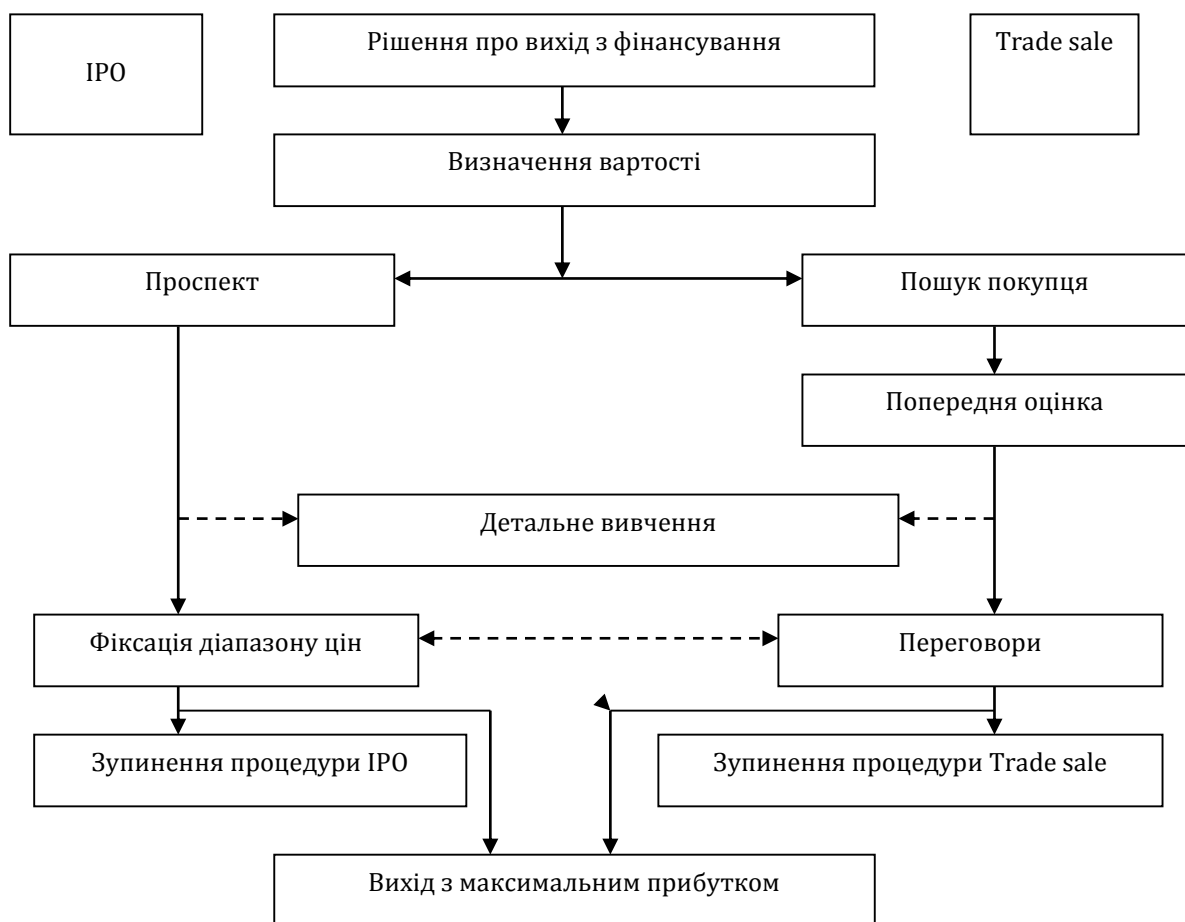 IPO
Рішення про вихід з фінансування
Trade sale
Визначення вартості
Проспект
Пошук покупця
Попередня оцінка
Детальне вивчення
Фіксація діапазону цін
Переговори
Зупинення процедури IPO
Зупинення процедури Trade sale
Вихід з максимальним прибутком